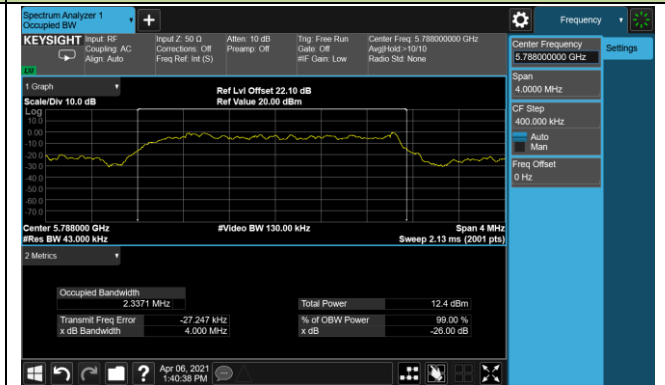 Spectrum Analyzer 1
Occupied BW
+
Frequency
KEYSIGHT
Input: RF
Coupling: AC
Align: Auto
Input Z: 50 Ω
Corrections: Off
Freq Ref: Int (S)
Atten: 10 dB
Preamp: Off
Trig: Free Run
Gate: Off
#IF Gain: Low
Center Freq: 5.788000000 GHz
Avg|Hold:>10/10
Radio Std: None
Center Frequency
5.788000000 GHz
Settings
Span
4.0000 MHz
CF Step
400.000 kHz
Auto
Man
Freq Offset
0 Hz
1 Graph
Scale/Div 10.0 dB
Ref Lvl Offset 22.10 dB
Ref Value 20.00 dBm
Log
10.0
0.00
-10.0
-20.0
-30.0
-40.0
-50.0
-60.0
-70.0
Center 5.788000 GHz
#Res BW 43.000 kHz
#Video BW 130.00 kHz
Span 4 MHz
Sweep 2.13 ms (2001 pts)
2 Metrics
Occupied Bandwidth
2.3371 MHz
Total Power 12.4 dBm
Transmit Freq Error -27.247 kHz
% of OBW Power 99.00 %
x dB Bandwidth 4.000 MHz
x dB -26.00 dB
?
Apr 06, 2021
1:40:38 PM